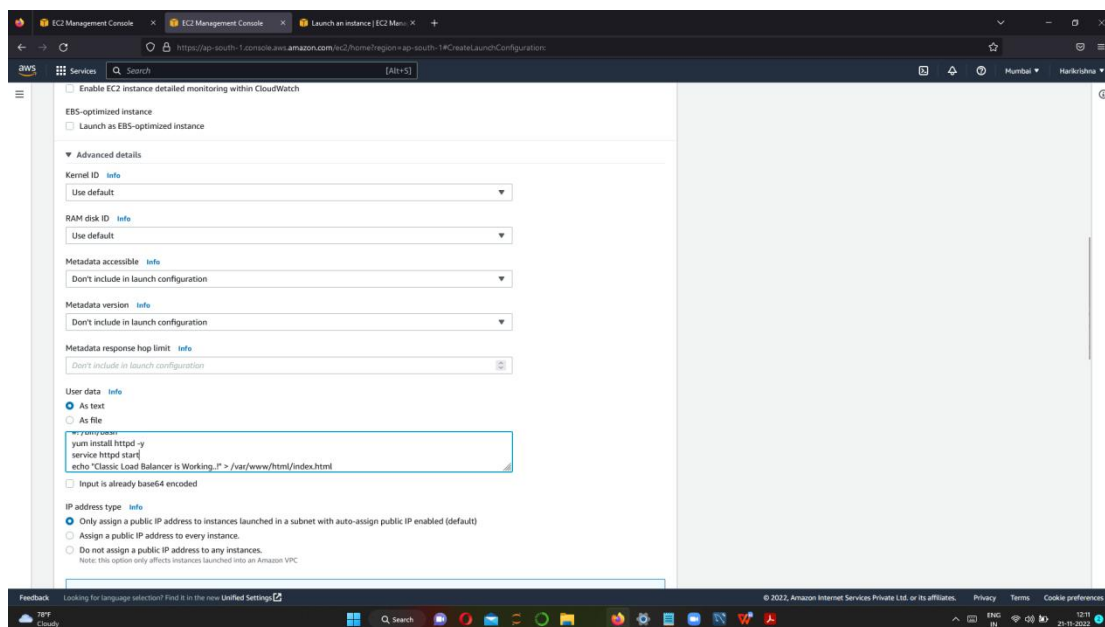 EC2 Management Console
EC2 Management Console
Launch an instance | EC2 Mana
https://ap-south-1.console.aws.amazon.com/ec2/home?region=ap-south-1#CreateLaunchConfiguration:
aws Services Search [Alt+S] Mumbai Harikrishna
Enable EC2 instance detailed monitoring within CloudWatch
EBS-optimized instance
Launch as EBS-optimized instance
Advanced details
Kernel ID Info
Use default
RAM disk ID Info
Use default
Metadata accessible Info
Don't include in launch configuration
Metadata version Info
Don't include in launch configuration
Metadata response hop limit Info
Don't include in launch configuration
User data Info
As text
As file
#! /bin/bash
yum install httpd -y
service httpd start
echo "Classic Load Balancer is Working..!" > /var/www/html/index.html
Input is already base64 encoded
IP address type Info
Only assign a public IP address to instances launched in a subnet with auto-assign public IP enabled (default)
Assign a public IP address to every instance.
Do not assign a public IP address to any instances.
Note: this option only affects instances launched into an Amazon VPC
Feedback Looking for language selection? Find it in the new Unified Settings © 2022, Amazon Internet Services Private Ltd. or its affiliates. Privacy Terms Cookie preferences
78°F
Cloudy
Search
ENG
IN
12:11
21-11-2022